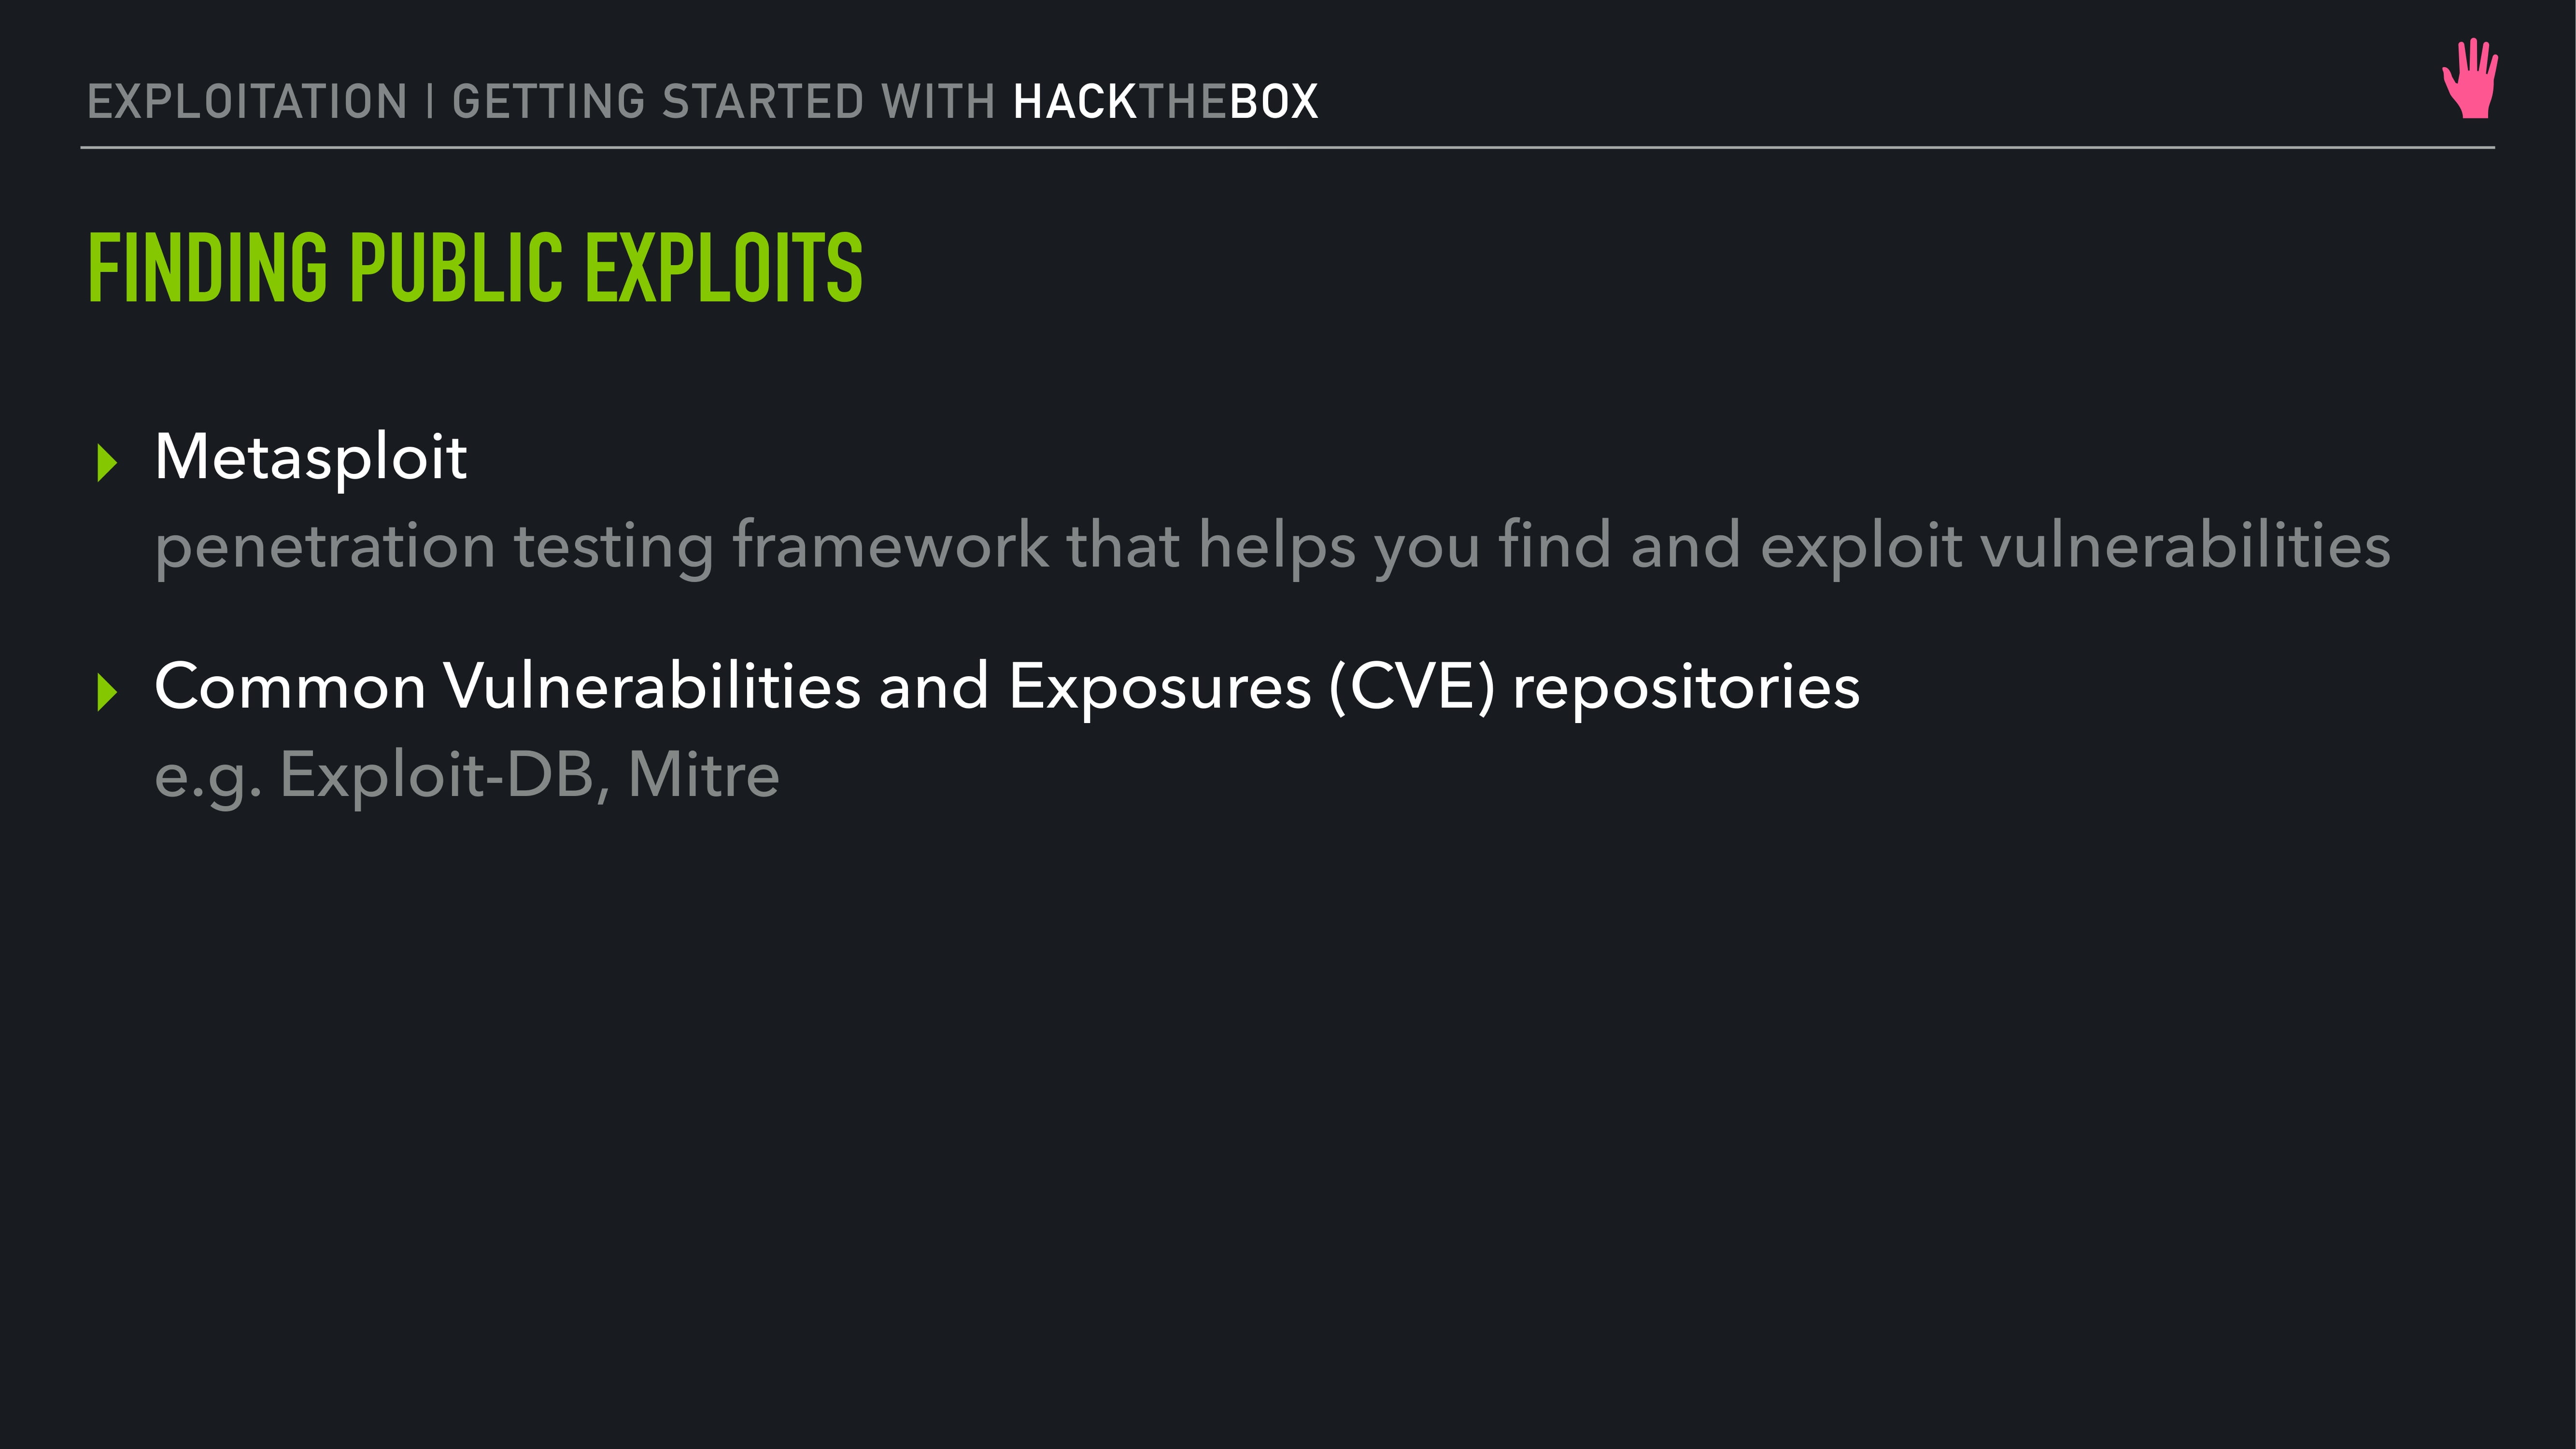 EXPLOITATION | GETTING STARTED WITH HACKTHEBOX
FINDING PUBLIC EXPLOITS
Metasploit
penetration testing framework that helps you find and exploit vulnerabilities
Common Vulnerabilities and Exposures (CVE) repositories
e.g. Exploit-DB, Mitre